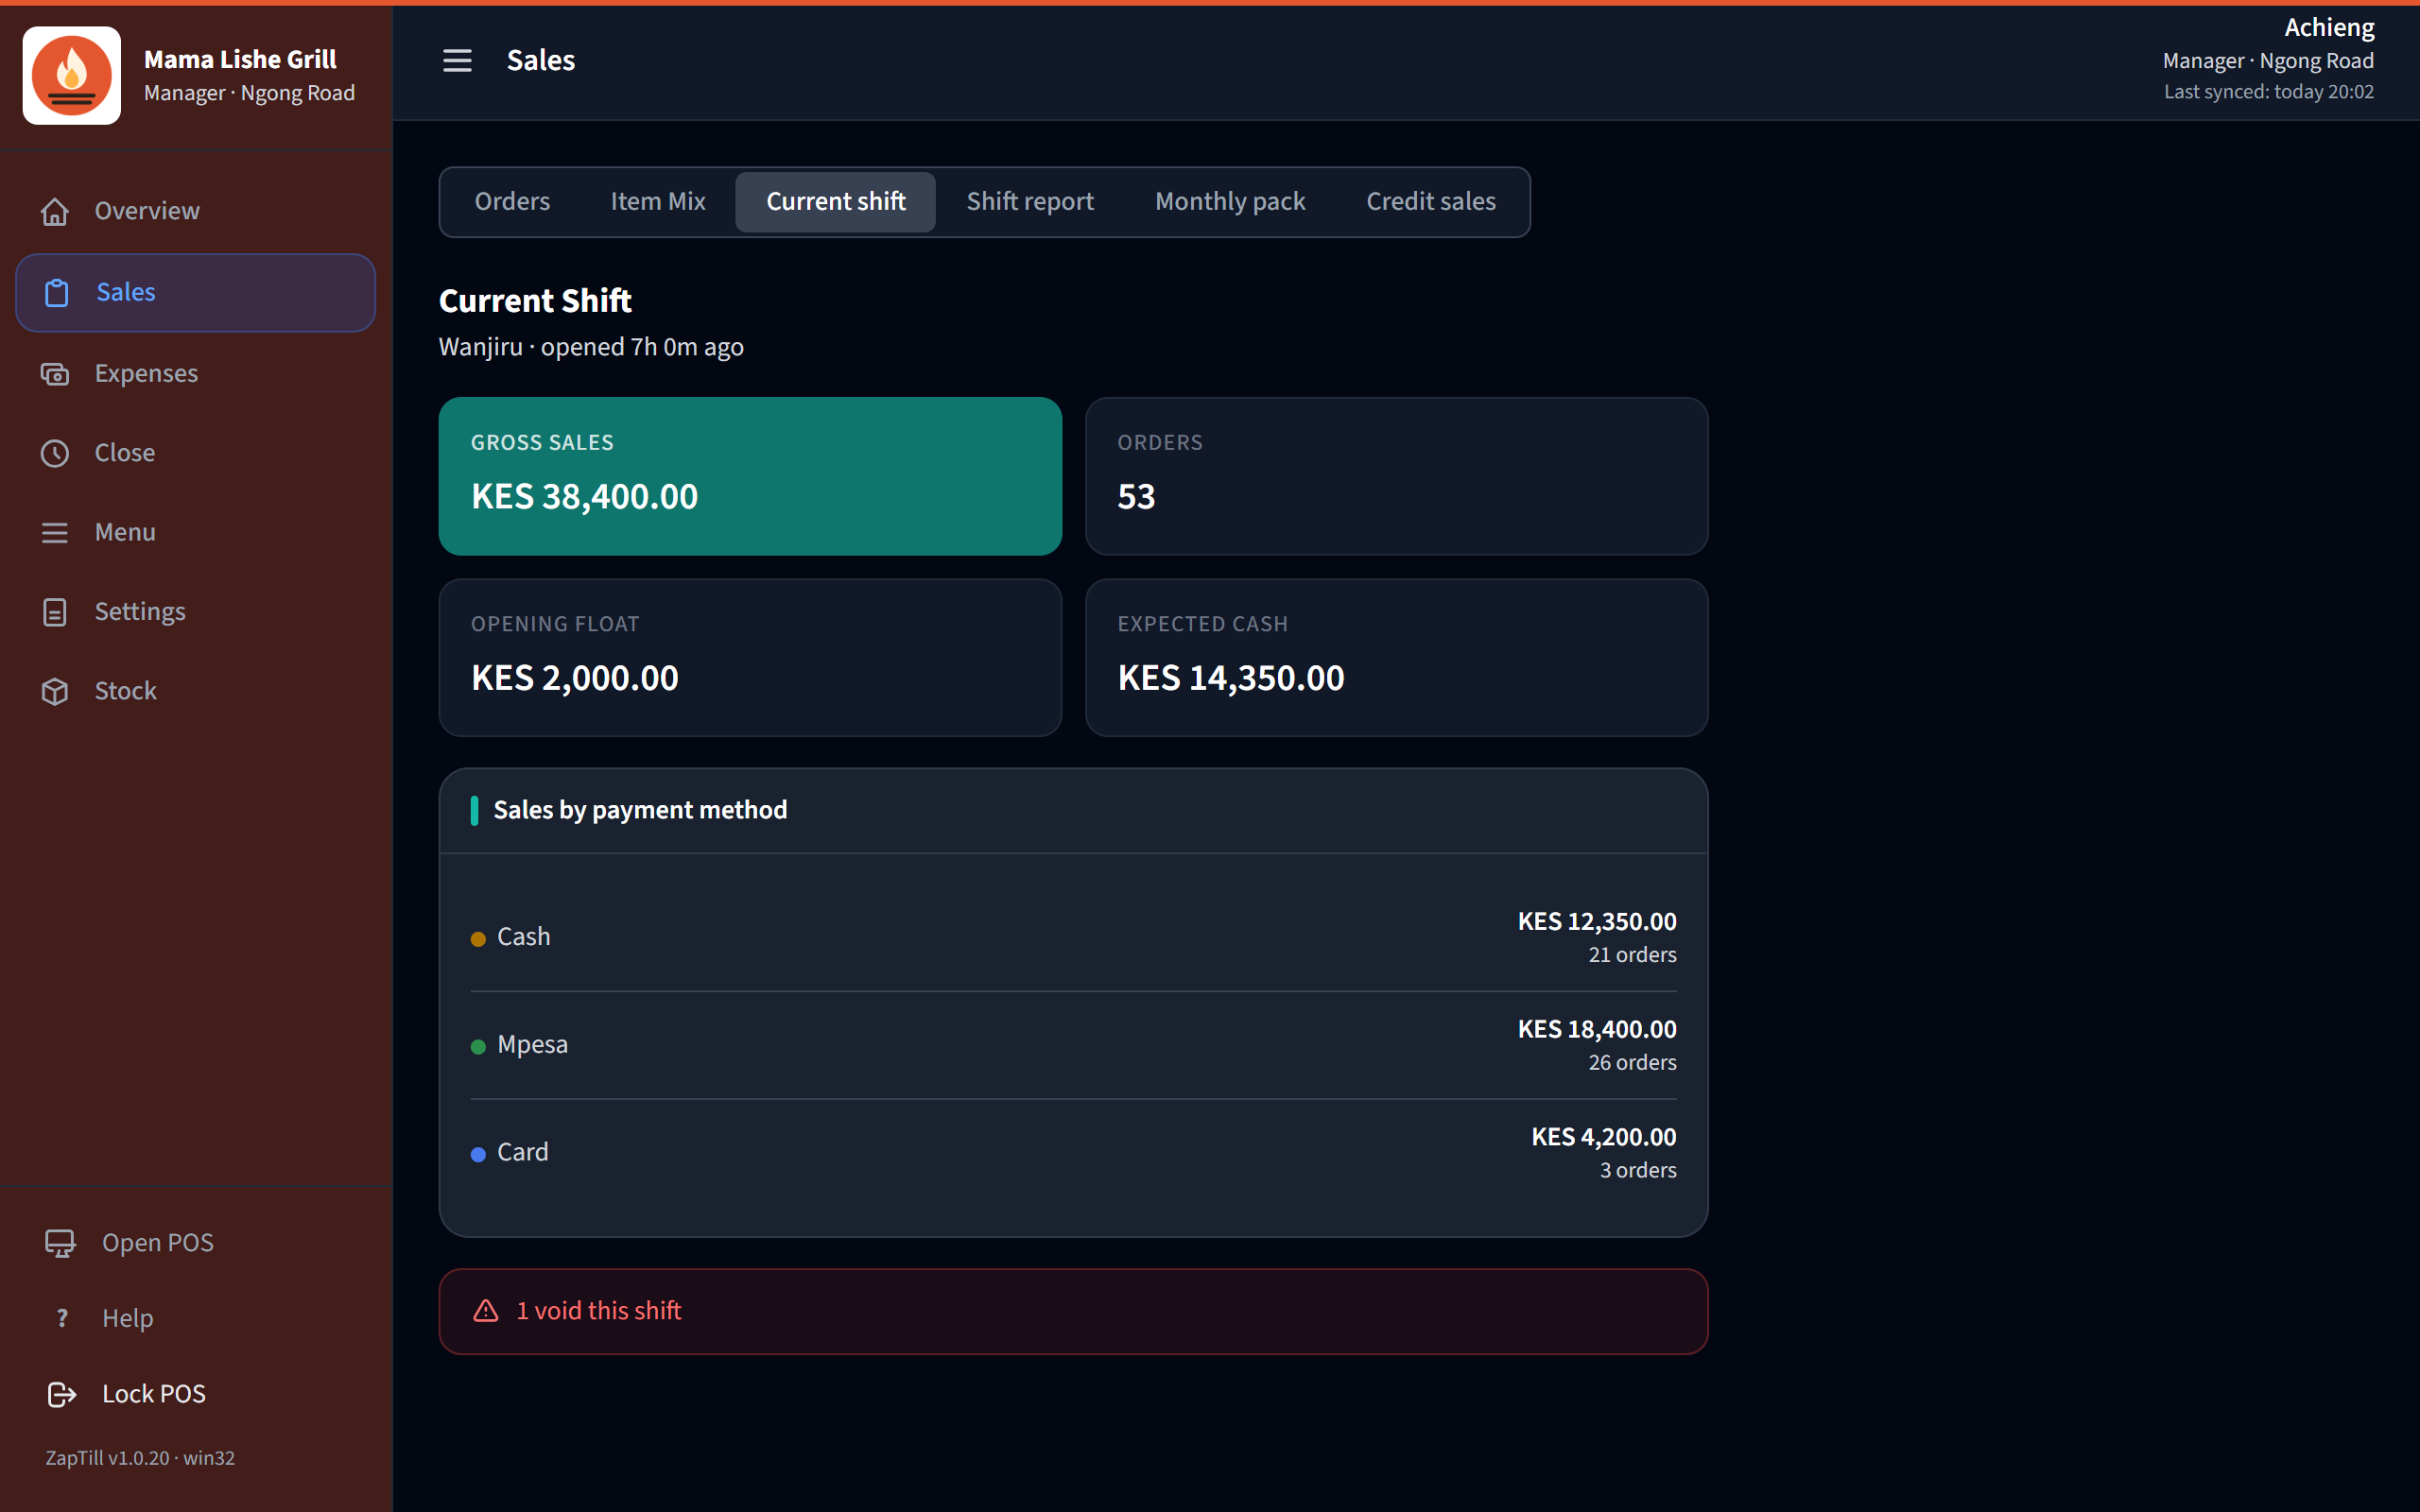 Mama Lishe Grill
Manager · Ngong Road
Overview
Sales
Expenses
Close
Menu
Settings
Stock
Open POS
? Help
Lock POS
ZapTill v1.0.20 · win32
Sales
Achieng
Manager · Ngong Road
Last synced: today 20:02
Orders
Item Mix
Current shift
Shift report
Monthly pack
Credit sales
Current Shift
Wanjiru · opened 7h 0m ago
GROSS SALES
KES 38,400.00
ORDERS
53
OPENING FLOAT
KES 2,000.00
EXPECTED CASH
KES 14,350.00
Sales by payment method
Cash
KES 12,350.00
21 orders
Mpesa
KES 18,400.00
26 orders
Card
KES 4,200.00
3 orders
1 void this shift